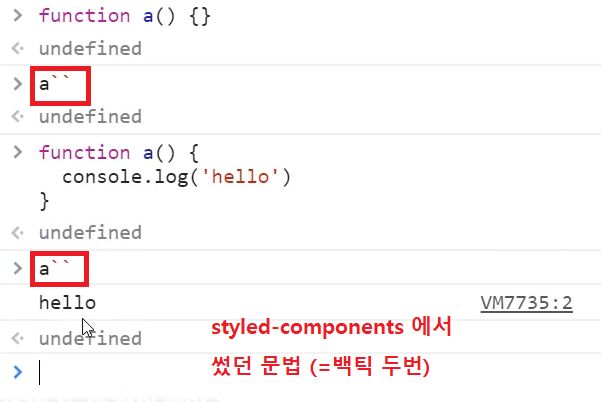 > function a() {}
<· undefined
> a``
<· undefined
> function a() {
console.log('hello')
}
<· undefined
> a``
hello VM7735:2
<· undefined
styled-components 에서
썼던 문법 (=백틱 두번)
>